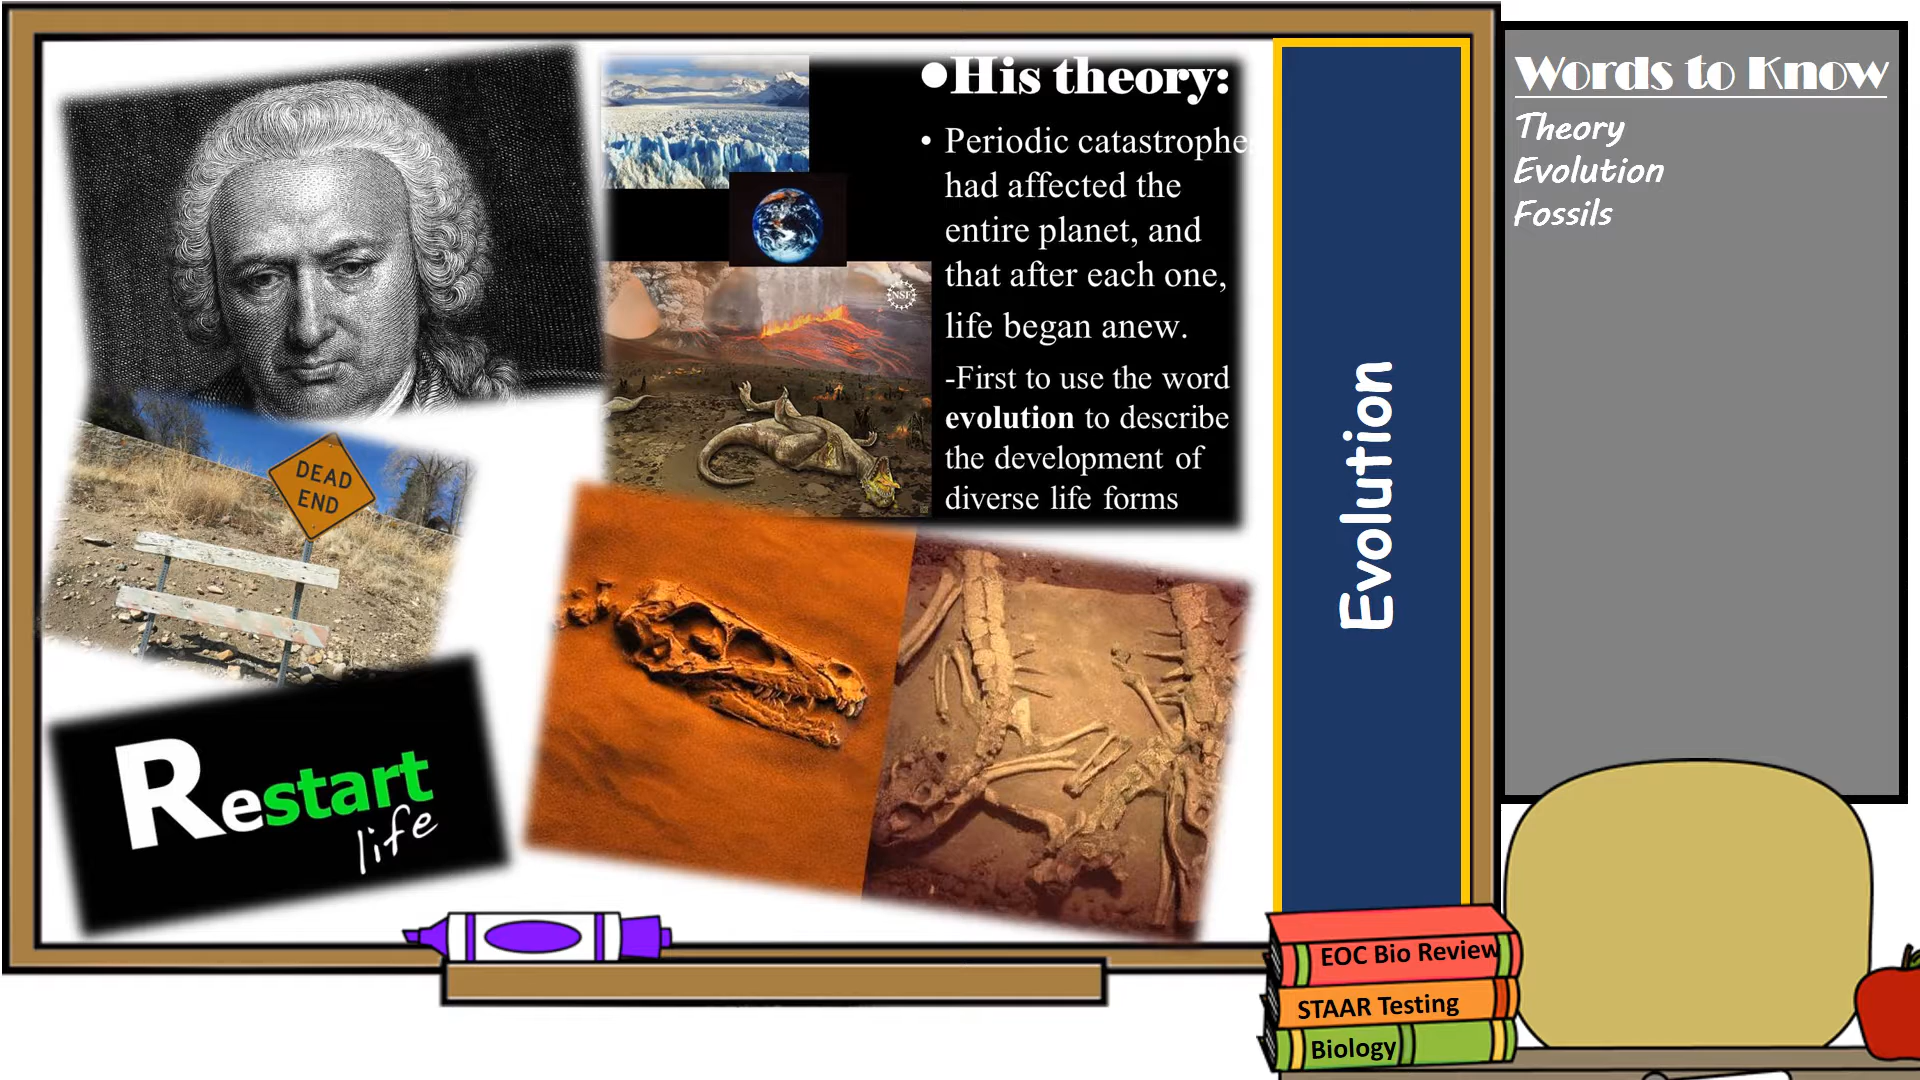 •His theory:
• Periodic catastrophes
had affected the
entire planet, and
that after each one,
life began anew.
-First to use the word
evolution to describe
the development of
diverse life forms
NSF
DEAD
END
Restart
life
Evolution
Words to Know
Theory
Evolution
Fossils
EOC Bio Review
STAAR Testing
Biology